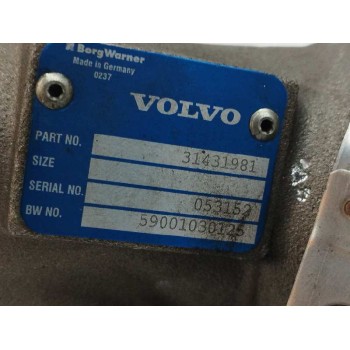 BorgWarner
Made in Germany
0237
VOLVO
PART NO. 31431981
SIZE
SERIAL NO. 053152
BW NO. 59001030125